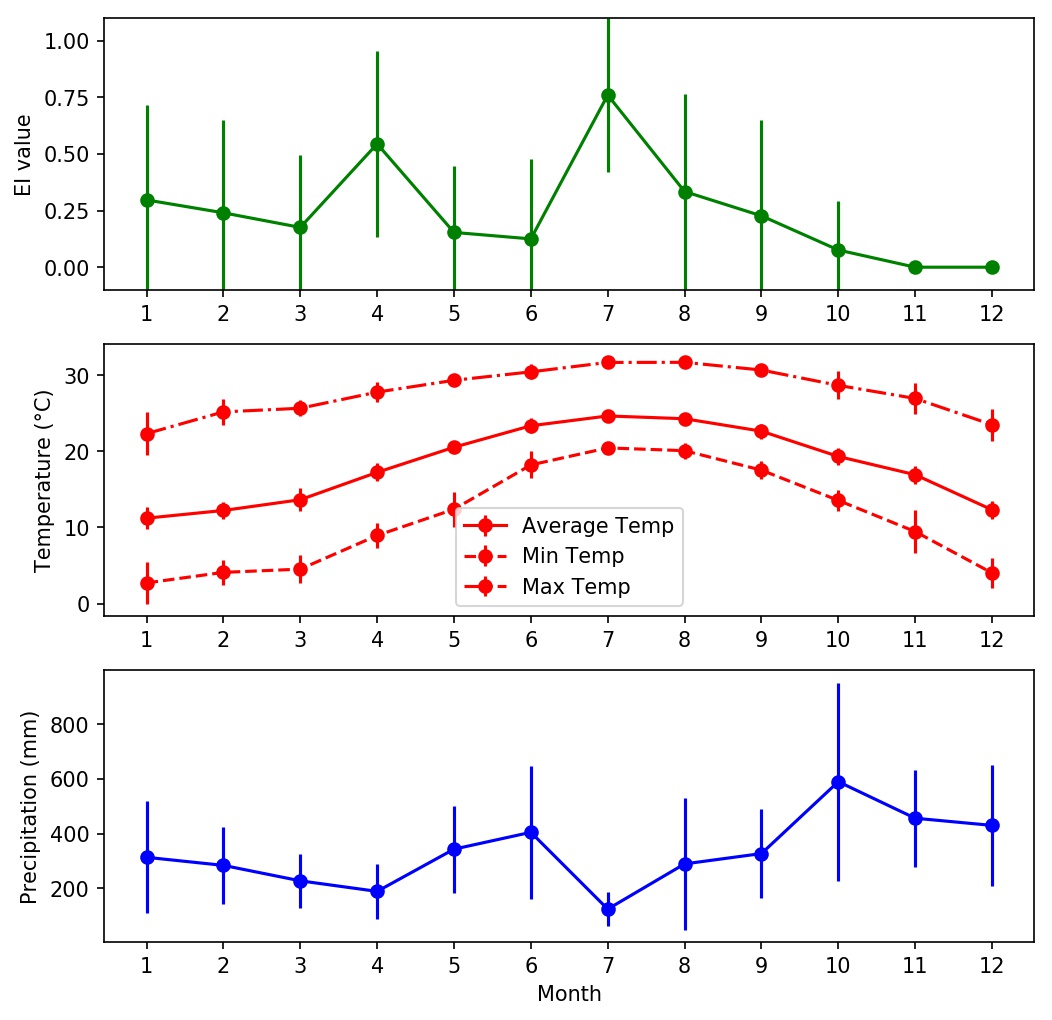 EI value
1.00
0.75
0.50
0.25
0.00
1 2 3 4 5 6 7 8 9 10 11 12
Temperature (°C)
30
20
10
0
Average Temp
Min Temp
Max Temp
1 2 3 4 5 6 7 8 9 10 11 12
Precipitation (mm)
800
600
400
200
1 2 3 4 5 6 7 8 9 10 11 12
Month